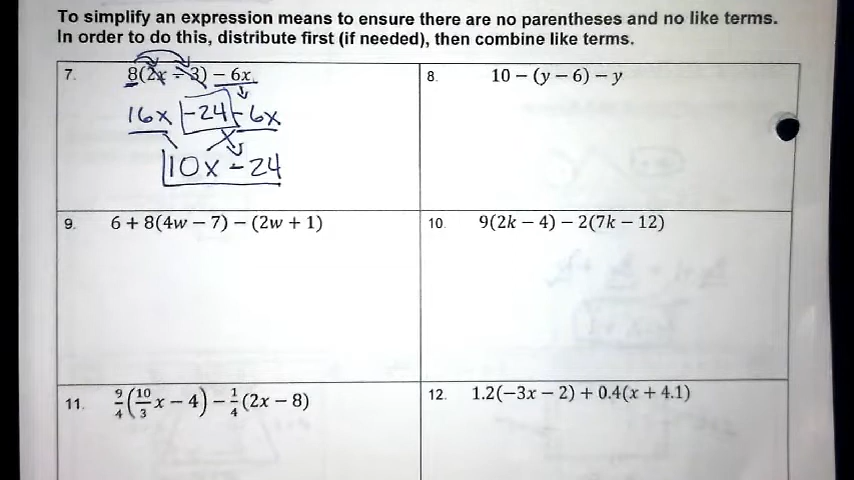 To simplify an expression means to ensure there are no parentheses and no like terms.
In order to do this, distribute first (if needed), then combine like terms.
7. 8(2x − 3) − 6x
16x −24 − 6x
10x − 24
8. 10 − (y − 6) − y
9. 6 + 8(4w − 7) − (2w + 1)
10. 9(2k − 4) − 2(7k − 12)
11. 9/4(10/3 x − 4) − 1/4(2x − 8)
12. 1.2(−3x − 2) + 0.4(x + 4.1)